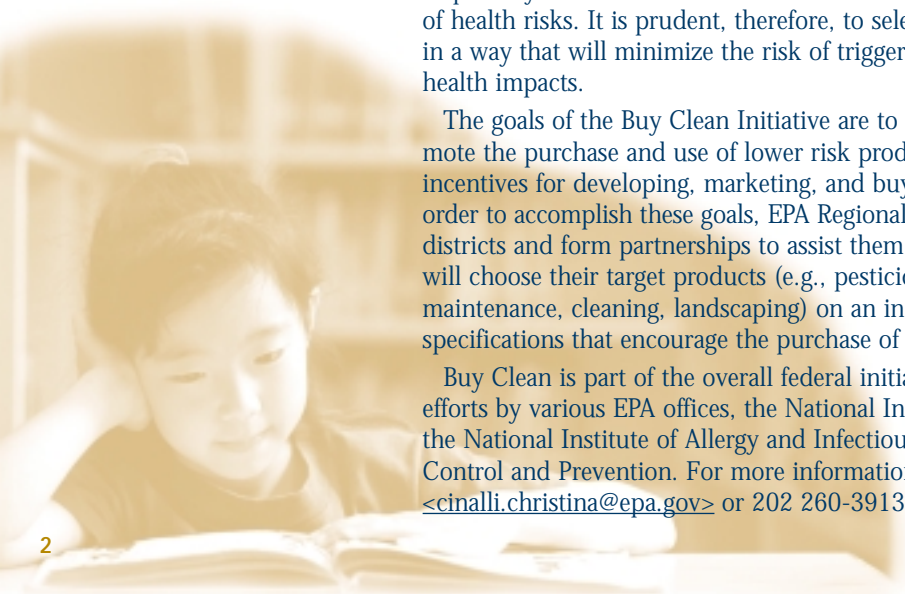 of health risks. It is prudent, therefore, to sele
in a way that will minimize the risk of trigger
health impacts.
The goals of the Buy Clean Initiative are to
mote the purchase and use of lower risk prod
incentives for developing, marketing, and buy
order to accomplish these goals, EPA Regional
districts and form partnerships to assist them
will choose their target products (e.g., pestici
maintenance, cleaning, landscaping) on an in
specifications that encourage the purchase of
Buy Clean is part of the overall federal initia
efforts by various EPA offices, the National In
the National Institute of Allergy and Infectiou
Control and Prevention. For more information
<cinalli.christina@epa.gov> or 202 260-3913
2